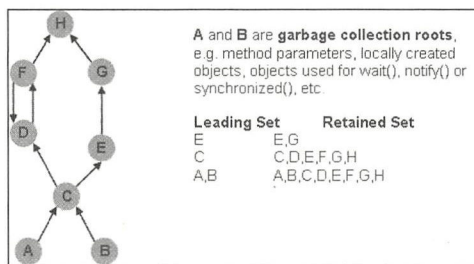 H
F
G
D
E
C
A
B
A and B are garbage collection roots,
e.g. method parameters, locally created
objects, objects used for wait(), notify() or
synchronized(), etc.
Leading Set Retained Set
E E,G
C C,D,E,F,G,H
A,B A,B,C,D,E,F,G,H